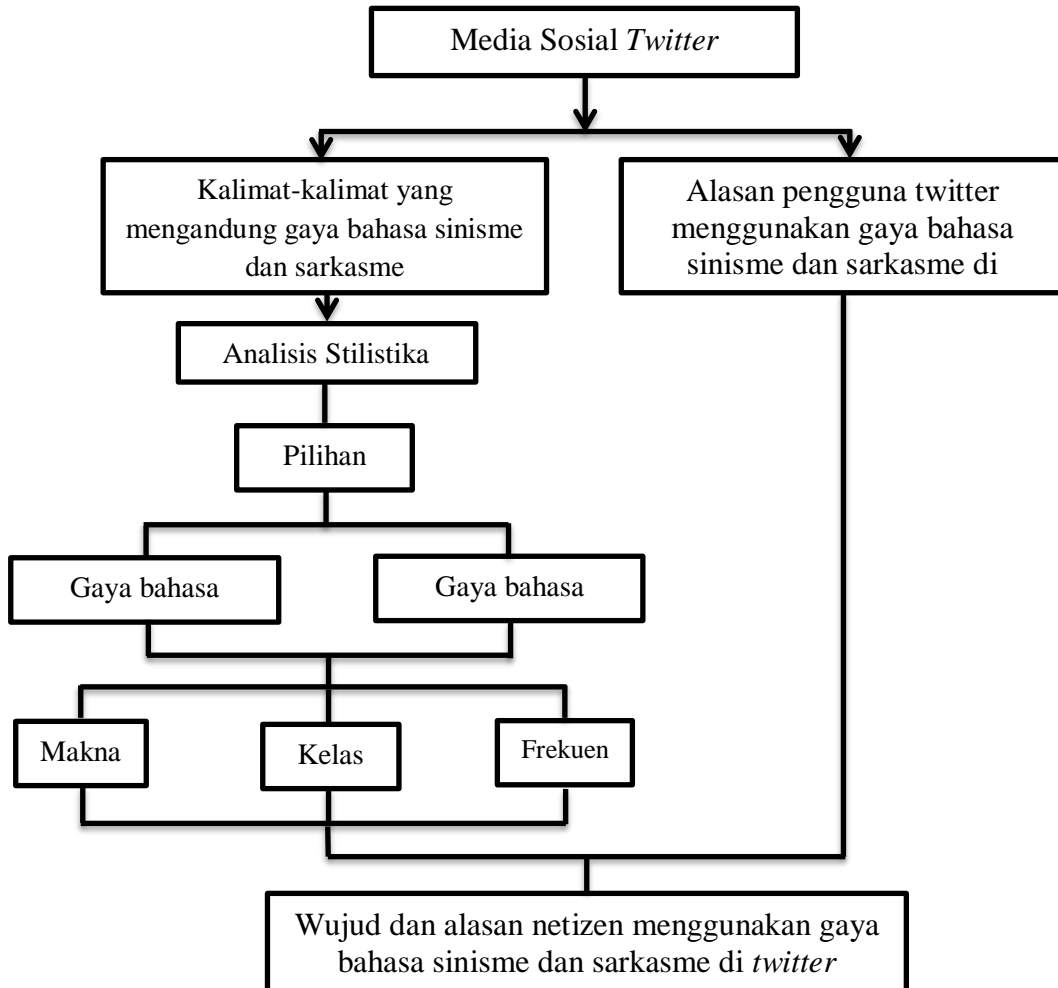 Media Sosial Twitter
Kalimat-kalimat yang
mengandung gaya bahasa sinisme
dan sarkasme
Alasan pengguna twitter
menggunakan gaya bahasa
sinisme dan sarkasme di
Analisis Stilistika
Pilihan
Gaya bahasa
Gaya bahasa
Makna
Kelas
Frekuen
Wujud dan alasan netizen menggunakan gaya
bahasa sinisme dan sarkasme di twitter